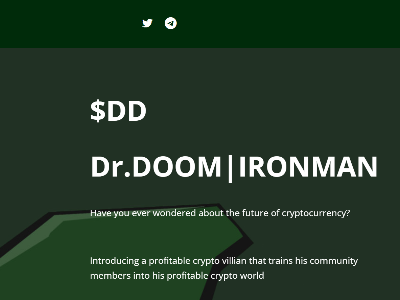 $DD
Dr.DOOM|IRONMAN
Have you ever wondered about the future of cryptocurrency?
Introducing a profitable crypto villian that trains his community
members into his profitable crypto world